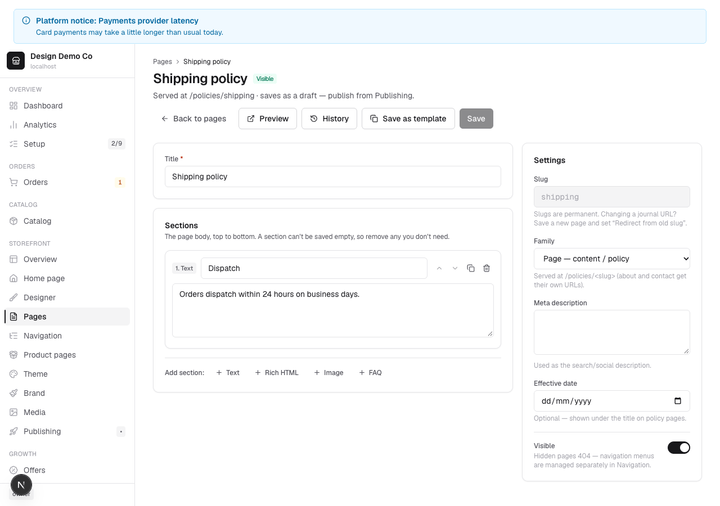 Platform notice: Payments provider latency
Card payments may take a little longer than usual today.
Design Demo Co
localhost
OVERVIEW
Dashboard
Analytics
Setup 2/9
ORDERS
Orders 1
CATALOG
Catalog
STOREFRONT
Overview
Home page
Designer
Pages
Navigation
Product pages
Theme
Brand
Media
Publishing
GROWTH
Offers
N
Pages > Shipping policy
Shipping policy Visible
Served at /policies/shipping · saves as a draft — publish from Publishing.
Back to pages Preview History Save as template Save
Title *
Shipping policy
Sections
The page body, top to bottom. A section can't be saved empty, so remove any you don't need.
1. Text Dispatch
Orders dispatch within 24 hours on business days.
Add section: + Text + Rich HTML + Image + FAQ
Settings
Slug
shipping
Slugs are permanent. Changing a journal URL?
Save a new page and set "Redirect from old slug".
Family
Page — content / policy
Served at /policies/<slug> (about and contact get
their own URLs).
Meta description
Used as the search/social description.
Effective date
dd/mm/yyyy
Optional — shown under the title on policy pages.
Visible
Hidden pages 404 — navigation menus
are managed separately in Navigation.